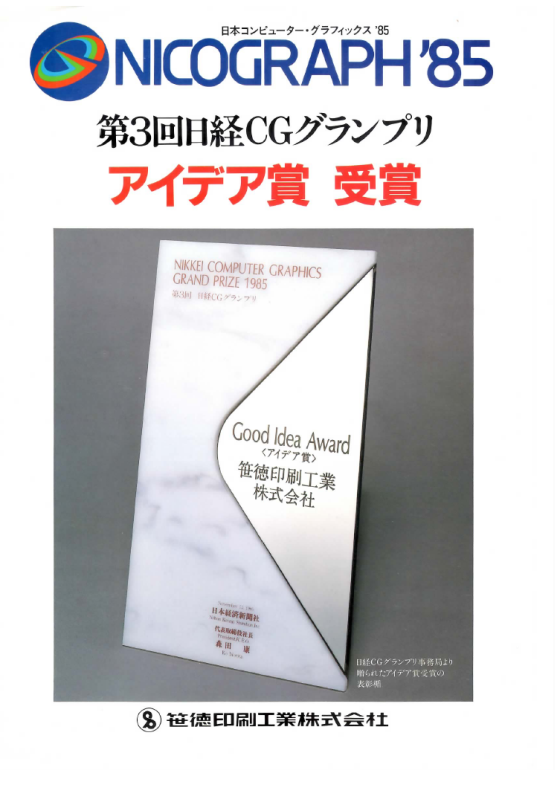 日本コンピューター・グラフィックス '85
NICOGRAPH '85
第3回日経CGグランプリ
アイデア賞 受賞
NIKKEI COMPUTER GRAPHICS
GRAND PRIZE 1985
第3回 日経CGグランプリ
Good Idea Award
〈アイデア賞〉
笹徳印刷工業
株式会社
日本経済新聞社
代表取締役社長
森田 康
日経CGグランプリ事務局より
贈られたアイデア賞受賞の
表彰楯
笹徳印刷工業株式会社